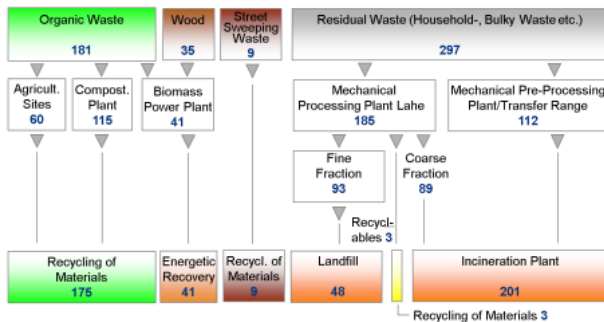 Organic Waste
181
Wood
35
Street
Sweeping
Waste
9
Residual Waste (Household-, Bulky Waste etc.)
297
Agricult.
Sites
60
Compost.
Plant
115
Biomass
Power Plant
41
Mechanical
Processing Plant Lahe
185
Mechanical Pre-Processing
Plant/Transfer Range
112
Fine
Fraction
93
Coarse
Fraction
89
Recycl-
ables 3
Recycling of
Materials
175
Energetic
Recovery
41
Recycl. of
Materials
9
Landfill
48
Incineration Plant
201
Recycling of Materials 3